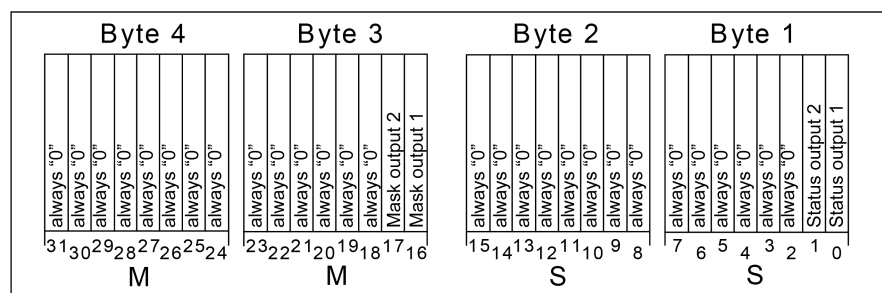 Byte 4 Byte 3 Byte 2 Byte 1
always “0” always “0” always “0” always “0” always “0” always “0” always “0” always “0” always “0” always “0” always “0” always “0” always “0” always “0” Mask output 2 Mask output 1 always “0” always “0” always “0” always “0” always “0” always “0” always “0” always “0” always “0” always “0” always “0” always “0” always “0” always “0” Status output 2 Status output 1
31 30 29 28 27 26 25 24 23 22 21 20 19 18 17 16 15 14 13 12 11 10 9 8 7 6 5 4 3 2 1 0
M M S S